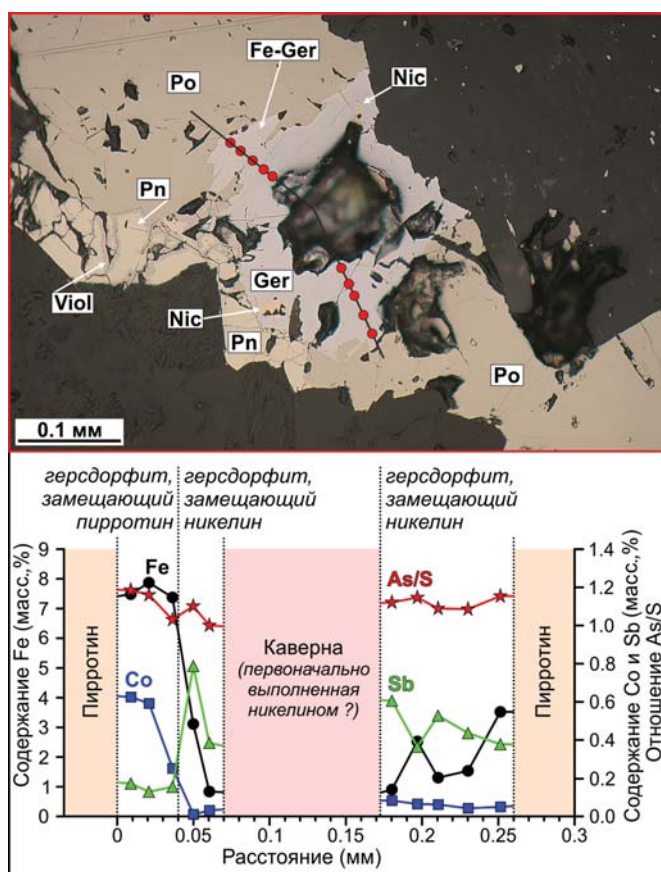 Fe-Ger
Nic
Po
Pn
Viol
Ger
Nic
Pn
Po
0.1 мм
герсдорфит, герсдорфит, герсдорфит,
замещающий замещающий замещающий
пирротин никелин никелин
Содержание Fe (масс.,%)
9
8
7
6
5
4
3
2
1
0
Пирротин
Fe
Co
Каверна
(первоначально
выполненная
никелином ?)
As/S
Sb
Пирротин
1.4
1.2
1.0
0.8
0.6
0.4
0.2
0.0
Содержание Co и Sb (масс.,%)
Отношение As/S
0 0.05 0.1 0.15 0.2 0.25 0.3
Расстояние (мм)